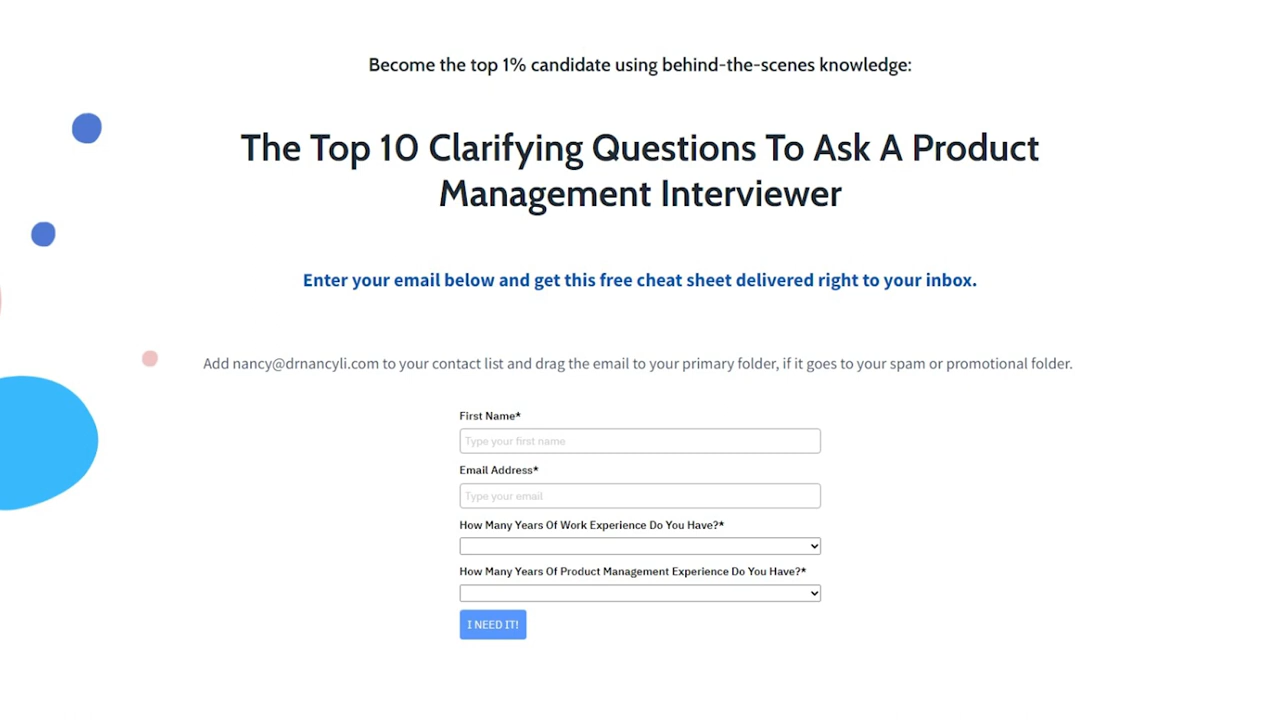 Become the top 1% candidate using behind-the-scenes knowledge:
The Top 10 Clarifying Questions To Ask A Product
Management Interviewer
Enter your email below and get this free cheat sheet delivered right to your inbox.
Add nancy@drnancyli.com to your contact list and drag the email to your primary folder, if it goes to your spam or promotional folder.
First Name*
Type your first name
Email Address*
Type your email
How Many Years Of Work Experience Do You Have?*
How Many Years Of Product Management Experience Do You Have?*
I NEED IT!